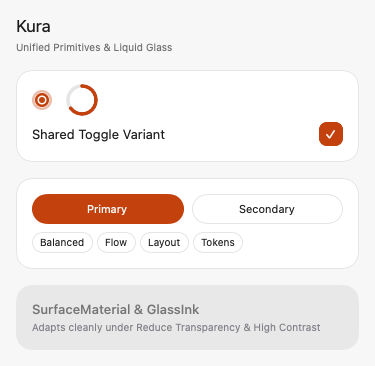 Kura
Unified Primitives & Liquid Glass
Shared Toggle Variant
Primary
Secondary
Balanced
Flow
Layout
Tokens
SurfaceMaterial & GlassInk
Adapts cleanly under Reduce Transparency & High Contrast